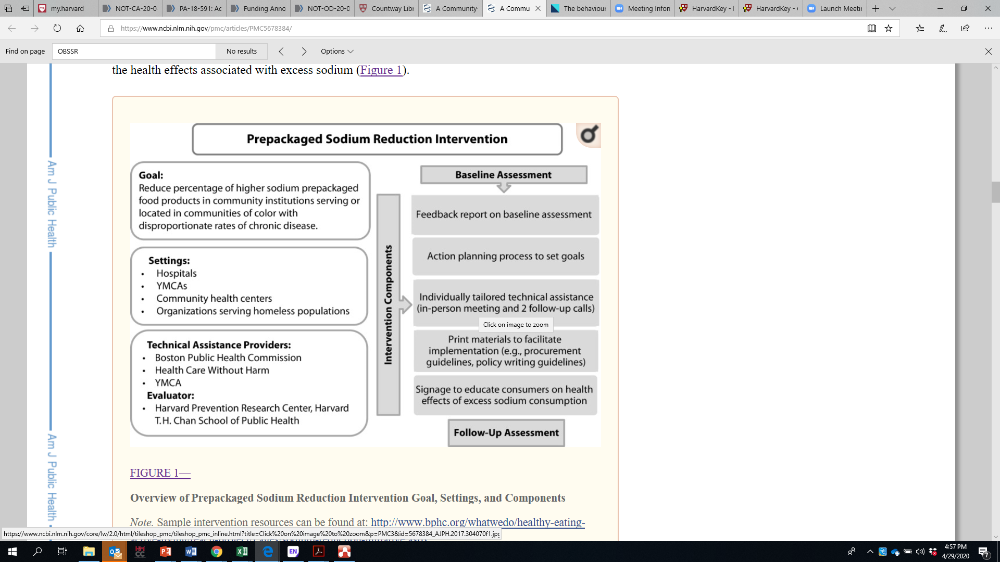 my.harvard
NOT-CA-20-0
PA-18-591: Ac
Funding Anno
NOT-OD-20-0
Countway Libr
A Community
A Commu
The behaviour
Meeting Infor
HarvardKey -
HarvardKey -
Launch Meetin
https://www.ncbi.nlm.nih.gov/pmc/articles/PMC5678384/
Find on page
OBSSR
No results
Options
the health effects associated with excess sodium (Figure 1).
Am J Public Health
Am J Public Health
Prepackaged Sodium Reduction Intervention
Goal:
Reduce percentage of higher sodium prepackaged
food products in community institutions serving or
located in communities of color with
disproportionate rates of chronic disease.
Settings:
• Hospitals
• YMCAs
• Community health centers
• Organizations serving homeless populations
Technical Assistance Providers:
• Boston Public Health Commission
• Health Care Without Harm
• YMCA
Evaluator:
• Harvard Prevention Research Center, Harvard
T.H. Chan School of Public Health
Intervention Components
Baseline Assessment
Feedback report on baseline assessment
Action planning process to set goals
Individually tailored technical assistance
(in-person meeting and 2 follow-up calls)
Click on image to zoom
Print materials to facilitate
implementation (e.g., procurement
guidelines, policy writing guidelines)
Signage to educate consumers on health
effects of excess sodium consumption
Follow-Up Assessment
FIGURE 1—
Overview of Prepackaged Sodium Reduction Intervention Goal, Settings, and Components
Note. Sample intervention resources can be found at: http://www.bphc.org/whatwedo/healthy-eating-
https://www.ncbi.nlm.nih.gov/core/lw/2.0/html/tileshop_pmc/tileshop_pmc_inline.html?title=Click%20on%20image%20to%20zoom&p=PMC3&id=5678384_AJPH.2017.304070f1.jpg
EN
4:57 PM
4/29/2020
7